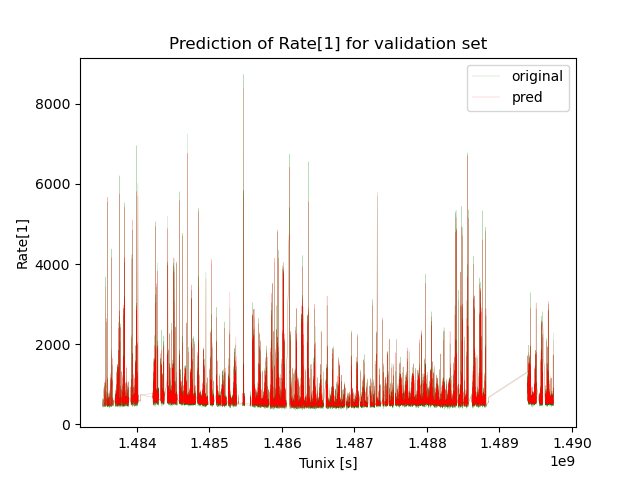 Prediction of Rate[1] for validation set
original
pred
8000
6000
4000
2000
0
Rate[1]
1.484 1.485 1.486 1.487 1.488 1.489 1.490
1e9
Tunix [s]